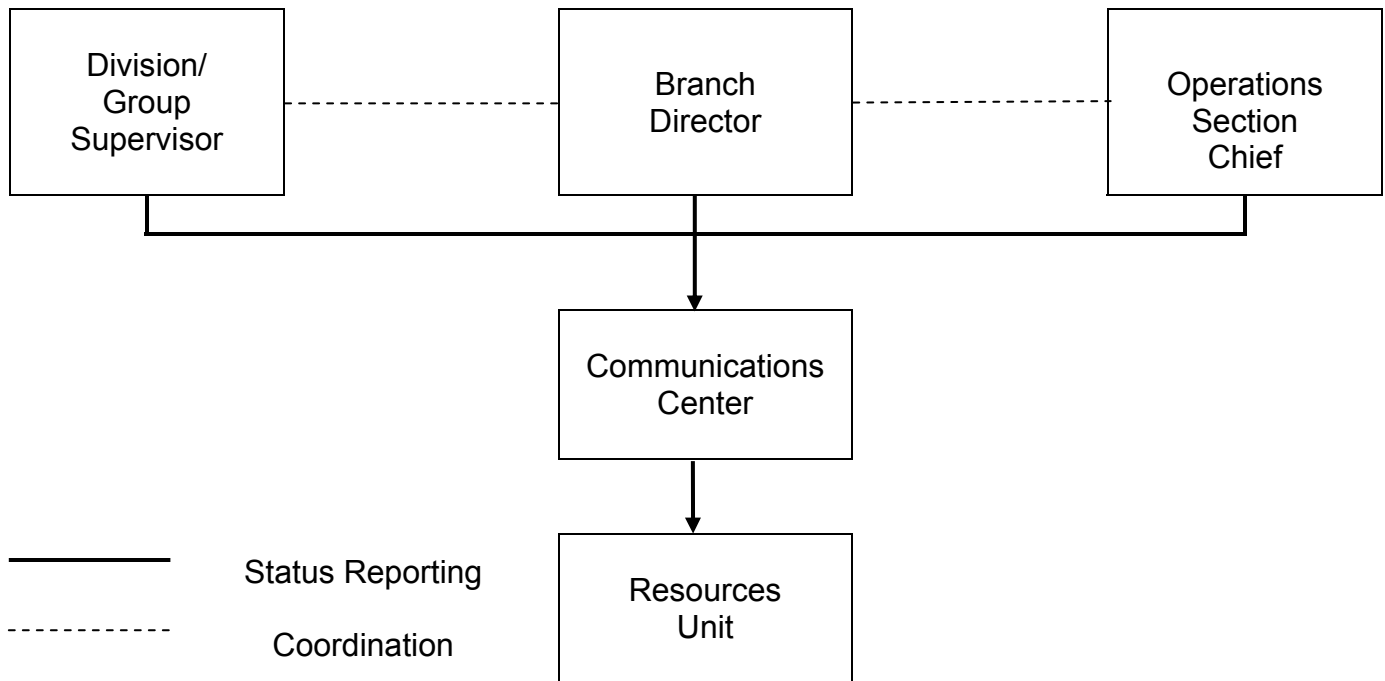 Division/
Group
Supervisor
Branch
Director
Operations
Section
Chief
Communications
Center
Resources
Unit
Status Reporting
Coordination